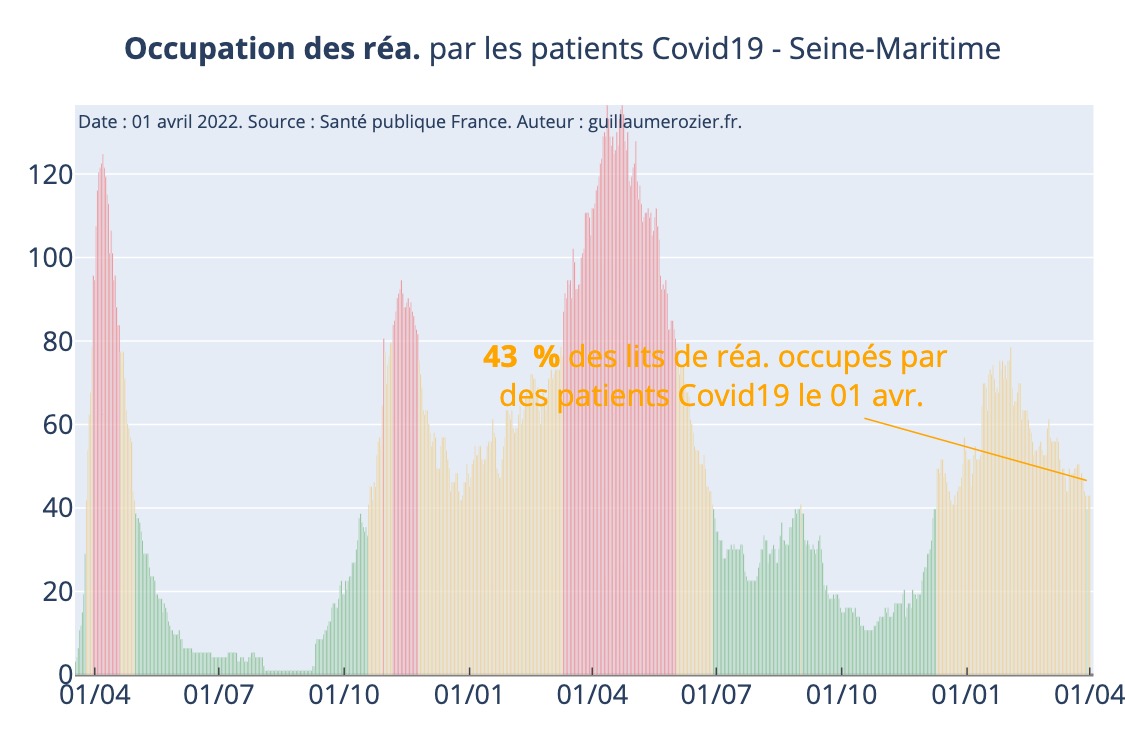 Occupation des réa. par les patients Covid19 - Seine-Maritime
Date : 01 avril 2022. Source : Santé publique France. Auteur : guillaumerozier.fr.
120
100
80
43 % des lits de réa. occupés par
des patients Covid19 le 01 avr.
60
40
20
0
01/04 01/07 01/10 01/01 01/04 01/07 01/10 01/01 01/04